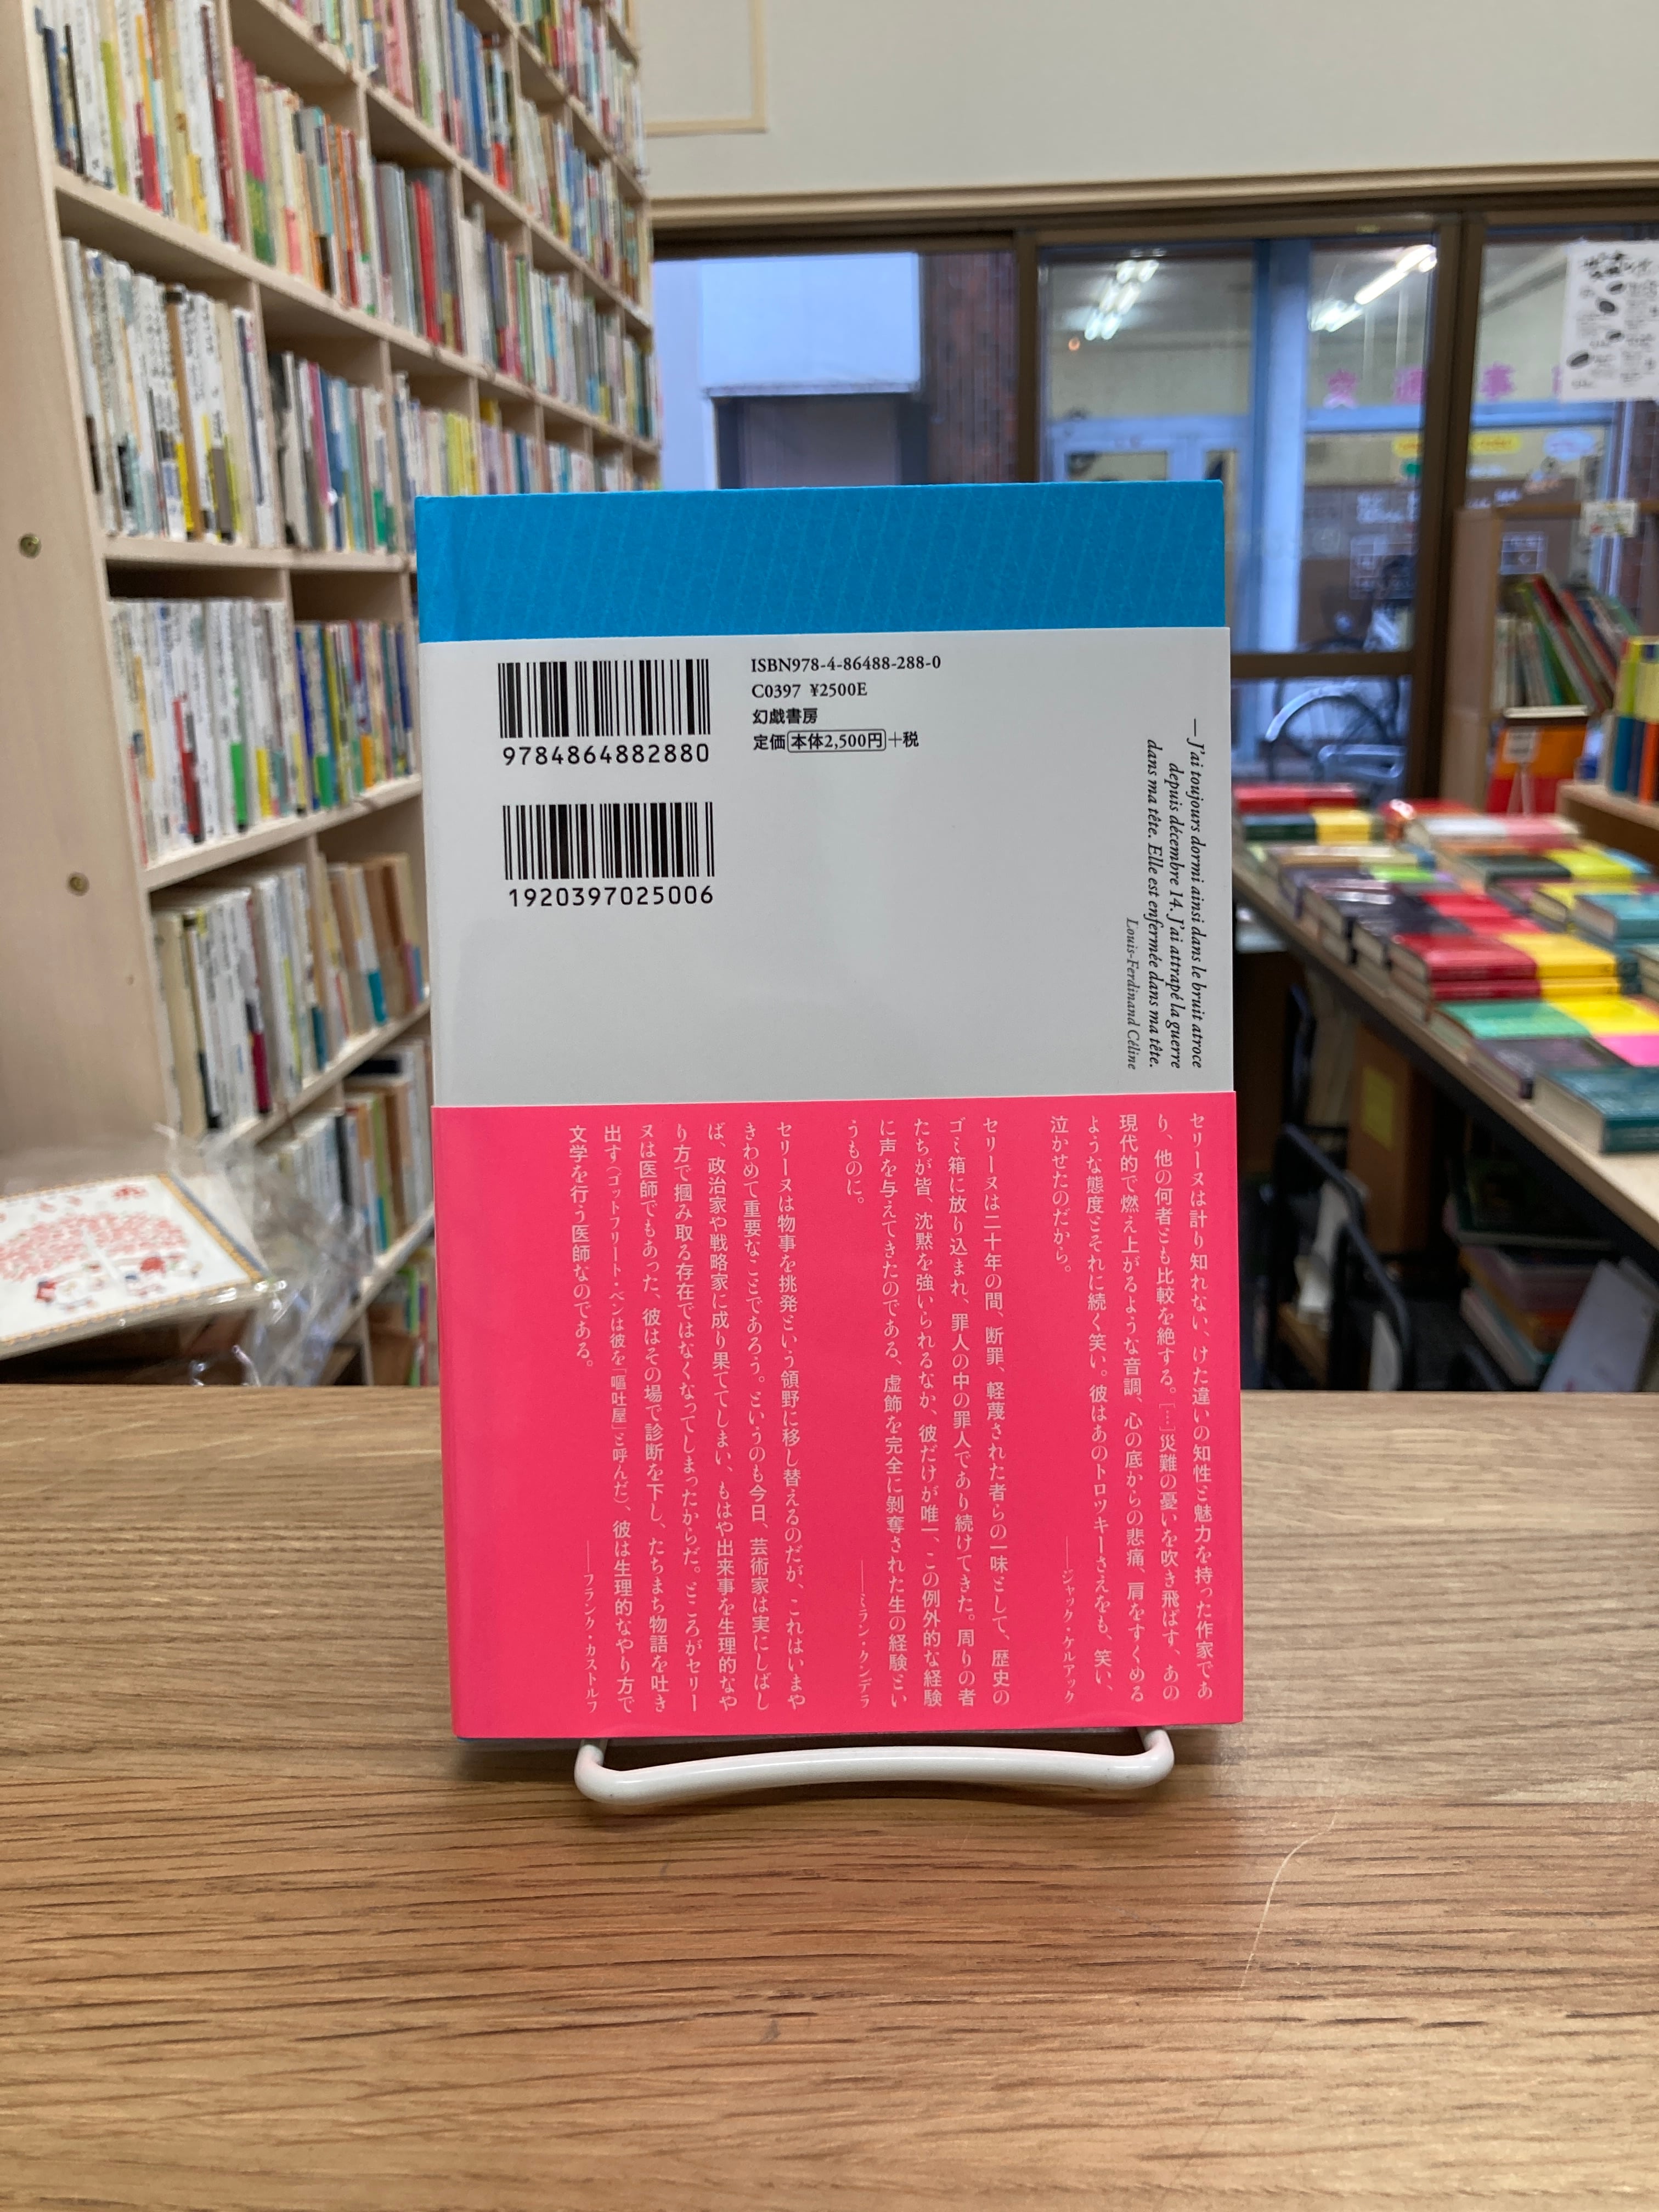 ISBN978-4-86488-288-0
C0397 ¥2500E
幻戯書房
定価本体2,500円+税
9784864882880
1920397025006
—J'ai toujours dormi ainsi dans le bruit atroce
depuis décembre 14. J'ai attrapé la guerre
dans ma tête. Elle est enfermée dans ma tête.
Louis-Ferdinand Céline
セリーヌは計り知れない、けた違いの知性と魅力を持った作家であ
り、他の何者とも比較を絶する。[…]災難の憂いを吹き飛ばす、あの
現代的で燃え上がるような音調、心の底からの悲痛、肩をすくめる
ような態度とそれに続く笑い。彼はあのトロツキーさえをも、笑い、
泣かせたのだから。
——ジャック・ケルアック
セリーヌは二十年の間、断罪、軽蔑された者らの一味として、歴史の
ゴミ箱に放り込まれ、罪人の中の罪人であり続けてきた。周りの者
たちが皆、沈黙を強いられるなか、彼だけが唯一、この例外的な経験
に声を与えてきたのである、虚飾を完全に剝奪された生の経験とい
うものに。
——ミラン・クンデラ
セリーヌは物事を挑発という領野に移し替えるのだが、これはいまや
きわめて重要なことであろう。というのも今日、芸術家は実にしばし
ば、政治家や戦略家に成り果ててしまい、もはや出来事を生理的なや
り方で摑み取る存在ではなくなってしまったからだ。ところがセリー
ヌは医師でもあった、彼はその場で診断を下し、たちまち物語を吐き
出す(ゴットフリート・ベンは彼を「嘔吐屋」と呼んだ)、彼は生理的なやり方で
文学を行う医師なのである。
——フランク・カストルフ